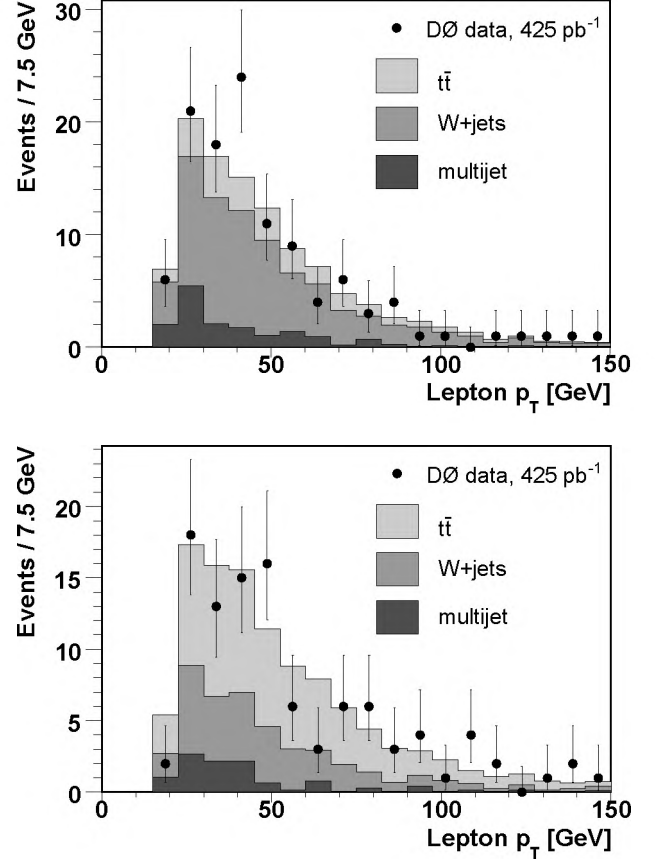 Events / 7.5 GeV
30
20
10
0
DØ data, 425 pb⁻¹
tt̄
W+jets
multijet
0 50 100 150
Lepton p_T [GeV]
Events / 7.5 GeV
20
15
10
5
0
DØ data, 425 pb⁻¹
tt̄
W+jets
multijet
0 50 100 150
Lepton p_T [GeV]